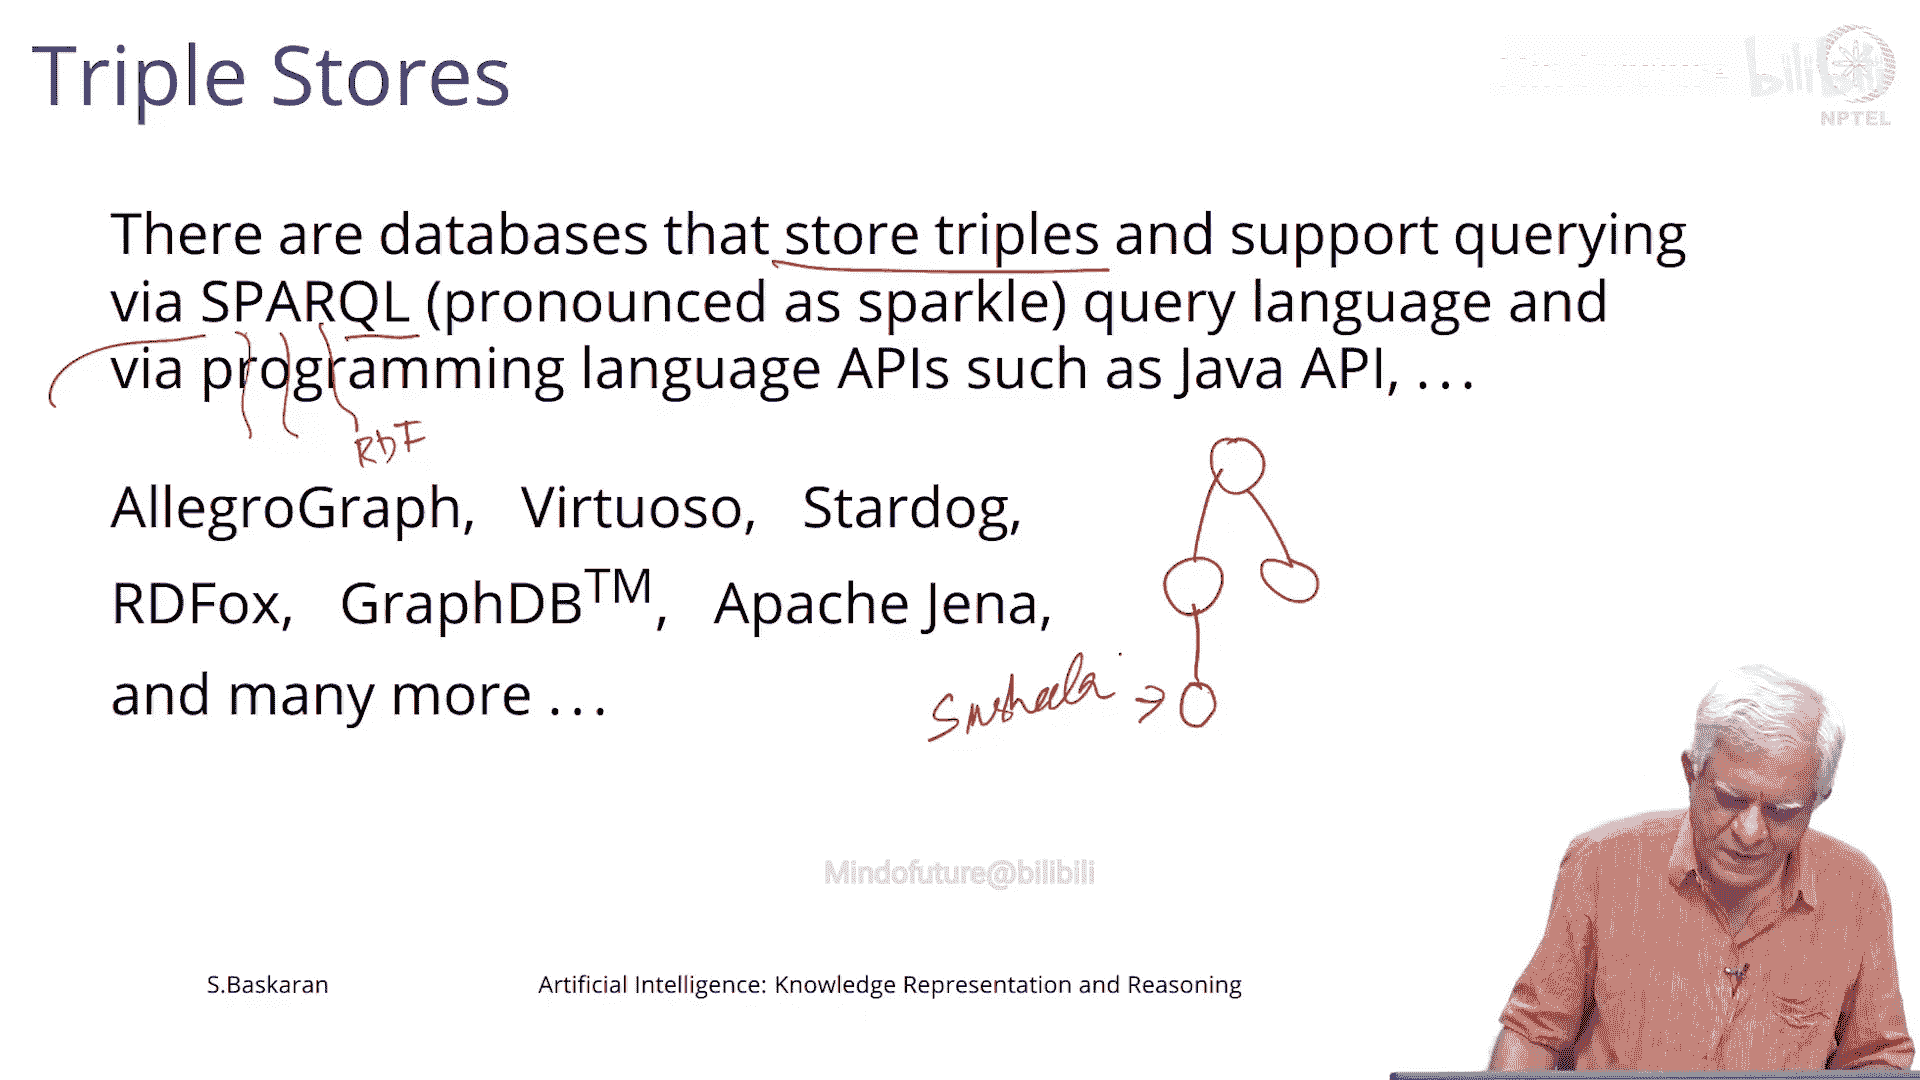 Triple Stores
NPTEL
There are databases that store triples and support querying
via SPARQL (pronounced as sparkle) query language and
via programming language APIs such as Java API, ...
RDF
AllegroGraph, Virtuoso, Stardog,
RDFox, GraphDB™, Apache Jena,
and many more ...
Susheela
Mindofuture@bilibili
S.Baskaran Artificial Intelligence: Knowledge Representation and Reasoning